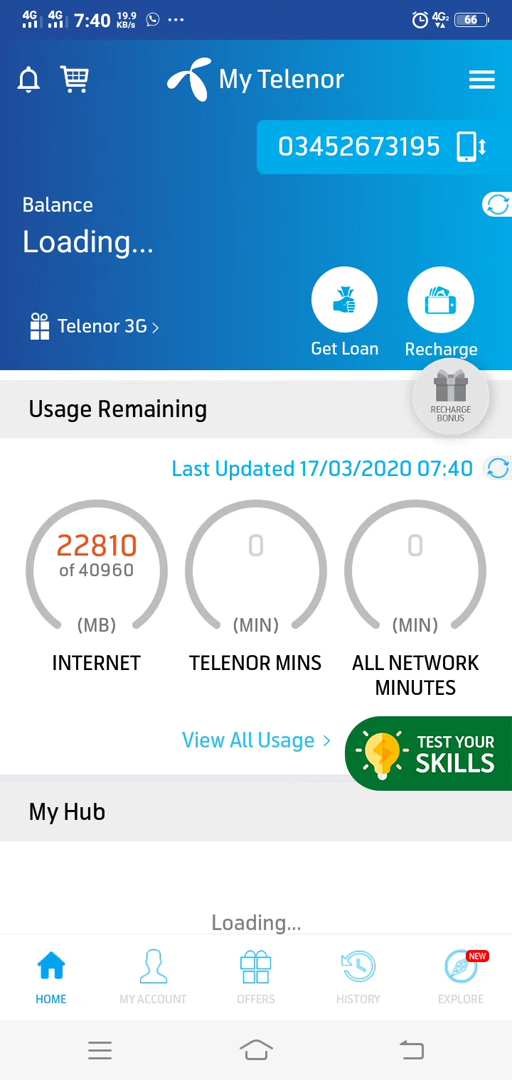 4G 4G 7:40 19.9 KB/s ... 4G2 66
My Telenor
03452673195
Balance
Loading...
Telenor 3G >
Get Loan
Recharge
RECHARGE
BONUS
Usage Remaining
Last Updated 17/03/2020 07:40
22810
of 40960
(MB)
INTERNET
0
(MIN)
TELENOR MINS
0
(MIN)
ALL NETWORK
MINUTES
View All Usage >
TEST YOUR
SKILLS
My Hub
Loading...
HOME
MY ACCOUNT
OFFERS
HISTORY
NEW
EXPLORE